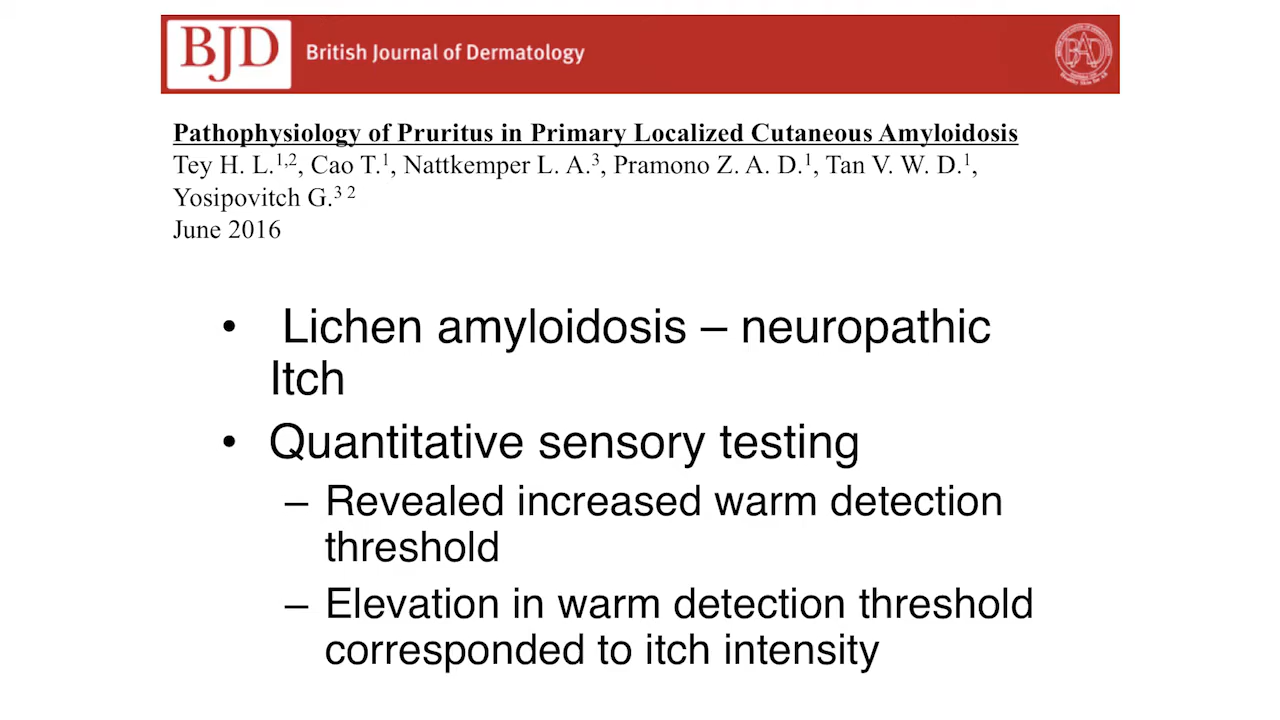 BJD British Journal of Dermatology
Pathophysiology of Pruritus in Primary Localized Cutaneous Amyloidosis
Tey H. L.1,2, Cao T.1, Nattkemper L. A.3, Pramono Z. A. D.1, Tan V. W. D.1,
Yosipovitch G.3 2
June 2016
• Lichen amyloidosis – neuropathic
Itch
• Quantitative sensory testing
– Revealed increased warm detection
threshold
– Elevation in warm detection threshold
corresponded to itch intensity